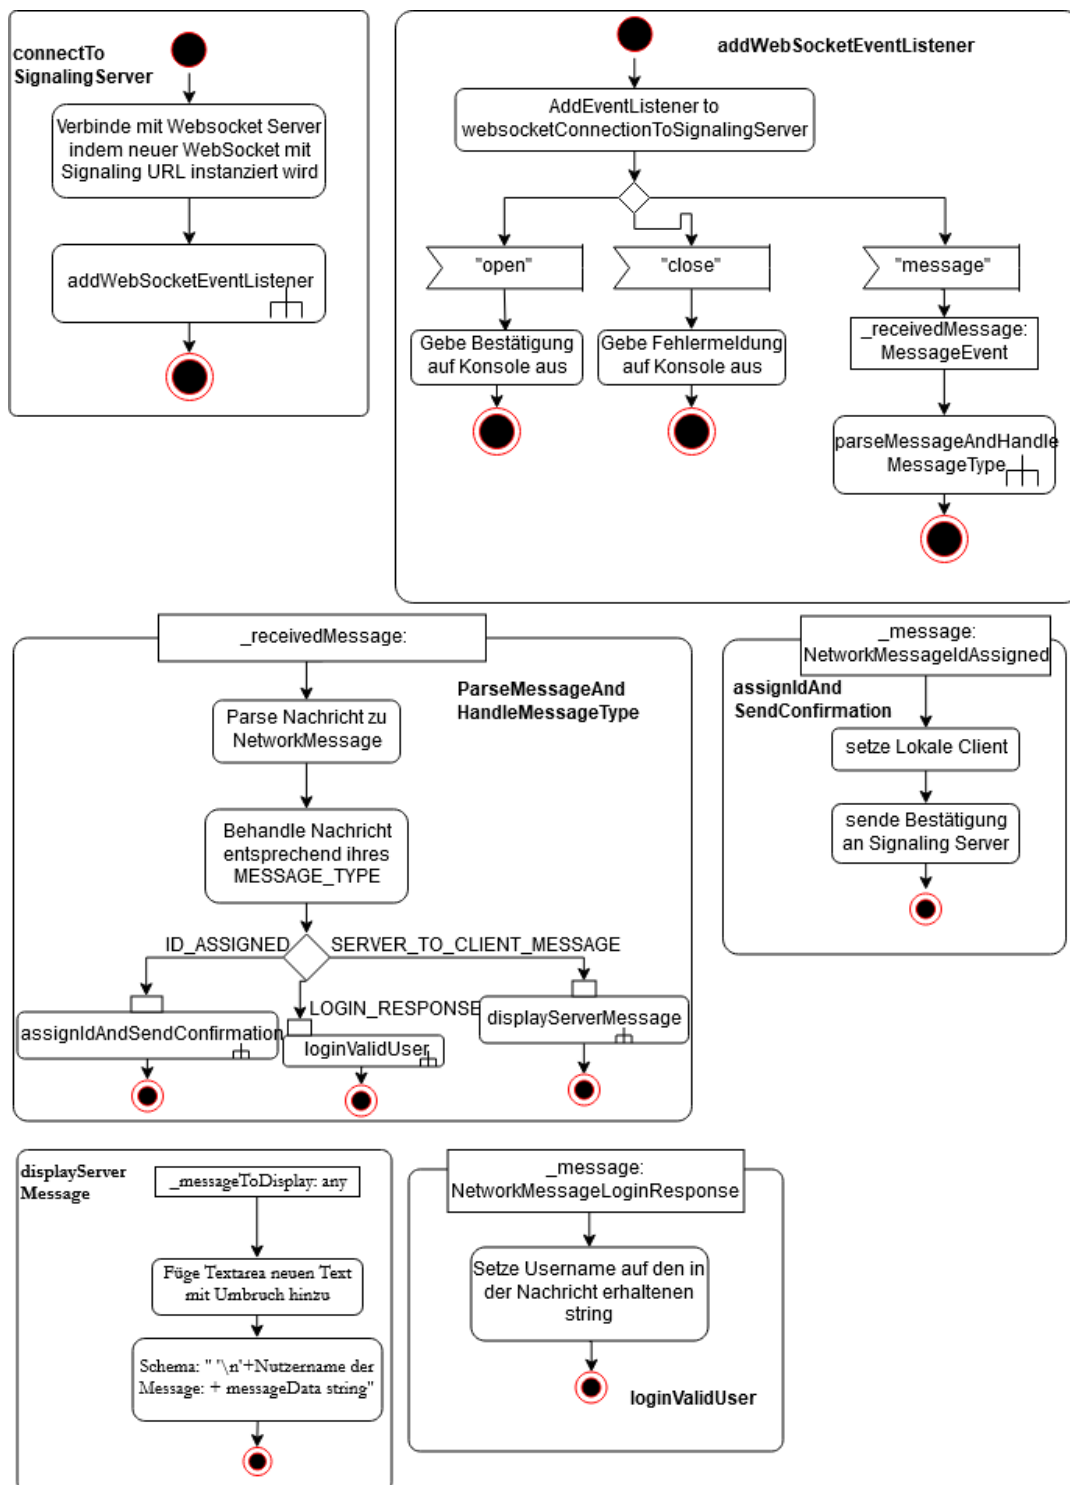 connectTo
SignalingServer
Verbinde mit Websocket Server
indem neuer WebSocket mit
Signaling URL instanziert wird
addWebSocketEventListener
addWebSocketEventListener
AddEventListener to
websocketConnectionToSignalingServer
"open"
"close"
"message"
Gebe Bestätigung
auf Konsole aus
Gebe Fehlermeldung
auf Konsole aus
_receivedMessage:
MessageEvent
parseMessageAndHandle
MessageType
_receivedMessage:
ParseMessageAnd
HandleMessageType
Parse Nachricht zu
NetworkMessage
Behandle Nachricht
entsprechend ihres
MESSAGE_TYPE
ID_ASSIGNED
SERVER_TO_CLIENT_MESSAGE
LOGIN_RESPONSE
assignIdAndSendConfirmation
loginValidUser
displayServerMessage
_message:
NetworkMessageIdAssigned
assignIdAnd
SendConfirmation
setze Lokale Client
sende Bestätigung
an Signaling Server
displayServer
Message
_messageToDisplay: any
Füge Textarea neuen Text
mit Umbruch hinzu
Schema: " '\n'+Nutzername der
Message: + messageData string"
_message:
NetworkMessageLoginResponse
Setze Username auf den in
der Nachricht erhaltenen
string
loginValidUser